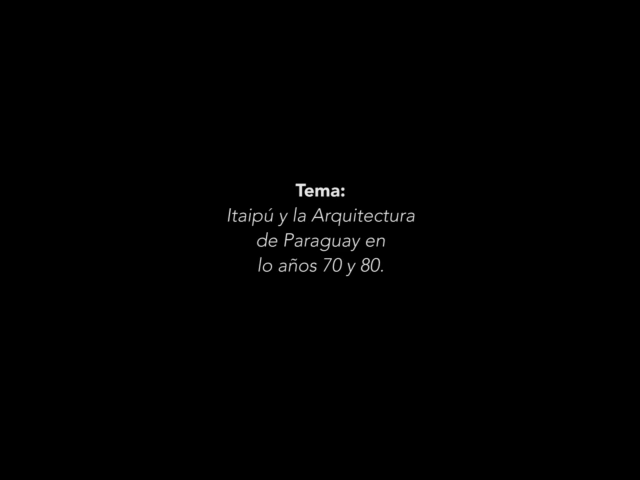 Tema:
Itaipú y la Arquitectura
de Paraguay en
lo años 70 y 80.